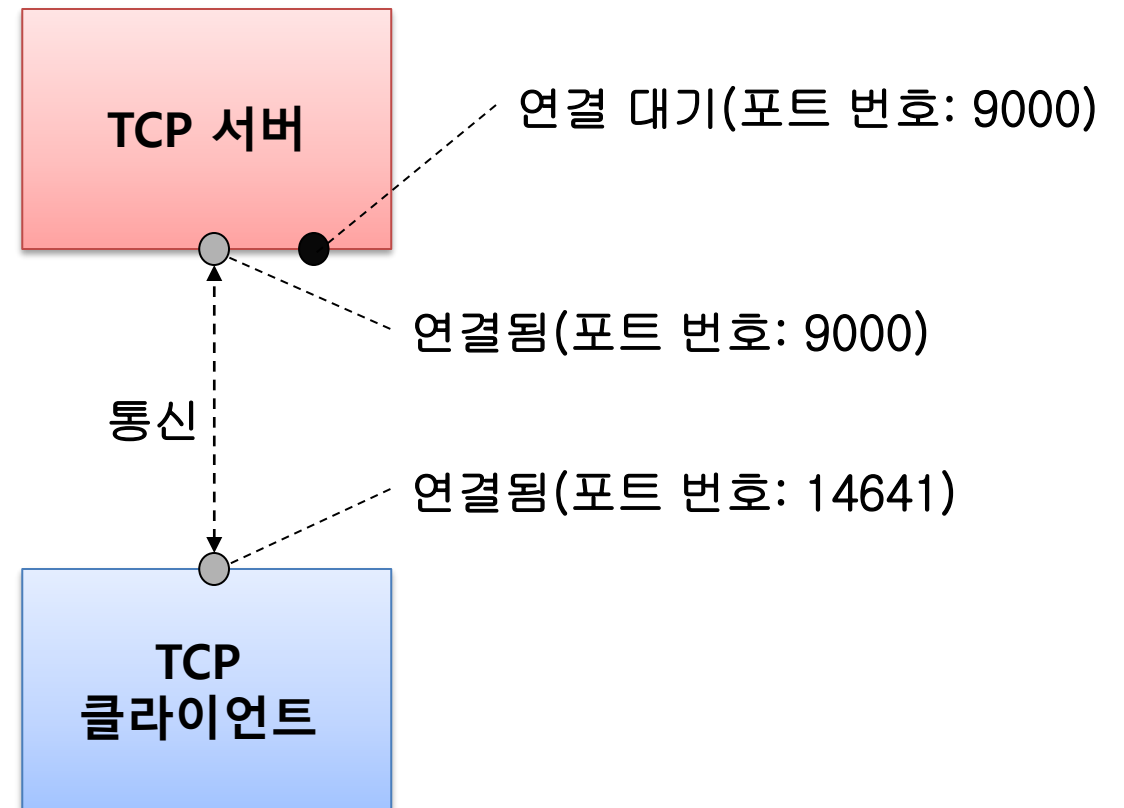 TCP 서버
연결 대기(포트 번호: 9000)
연결됨(포트 번호: 9000)
통신
연결됨(포트 번호: 14641)
TCP
클라이언트